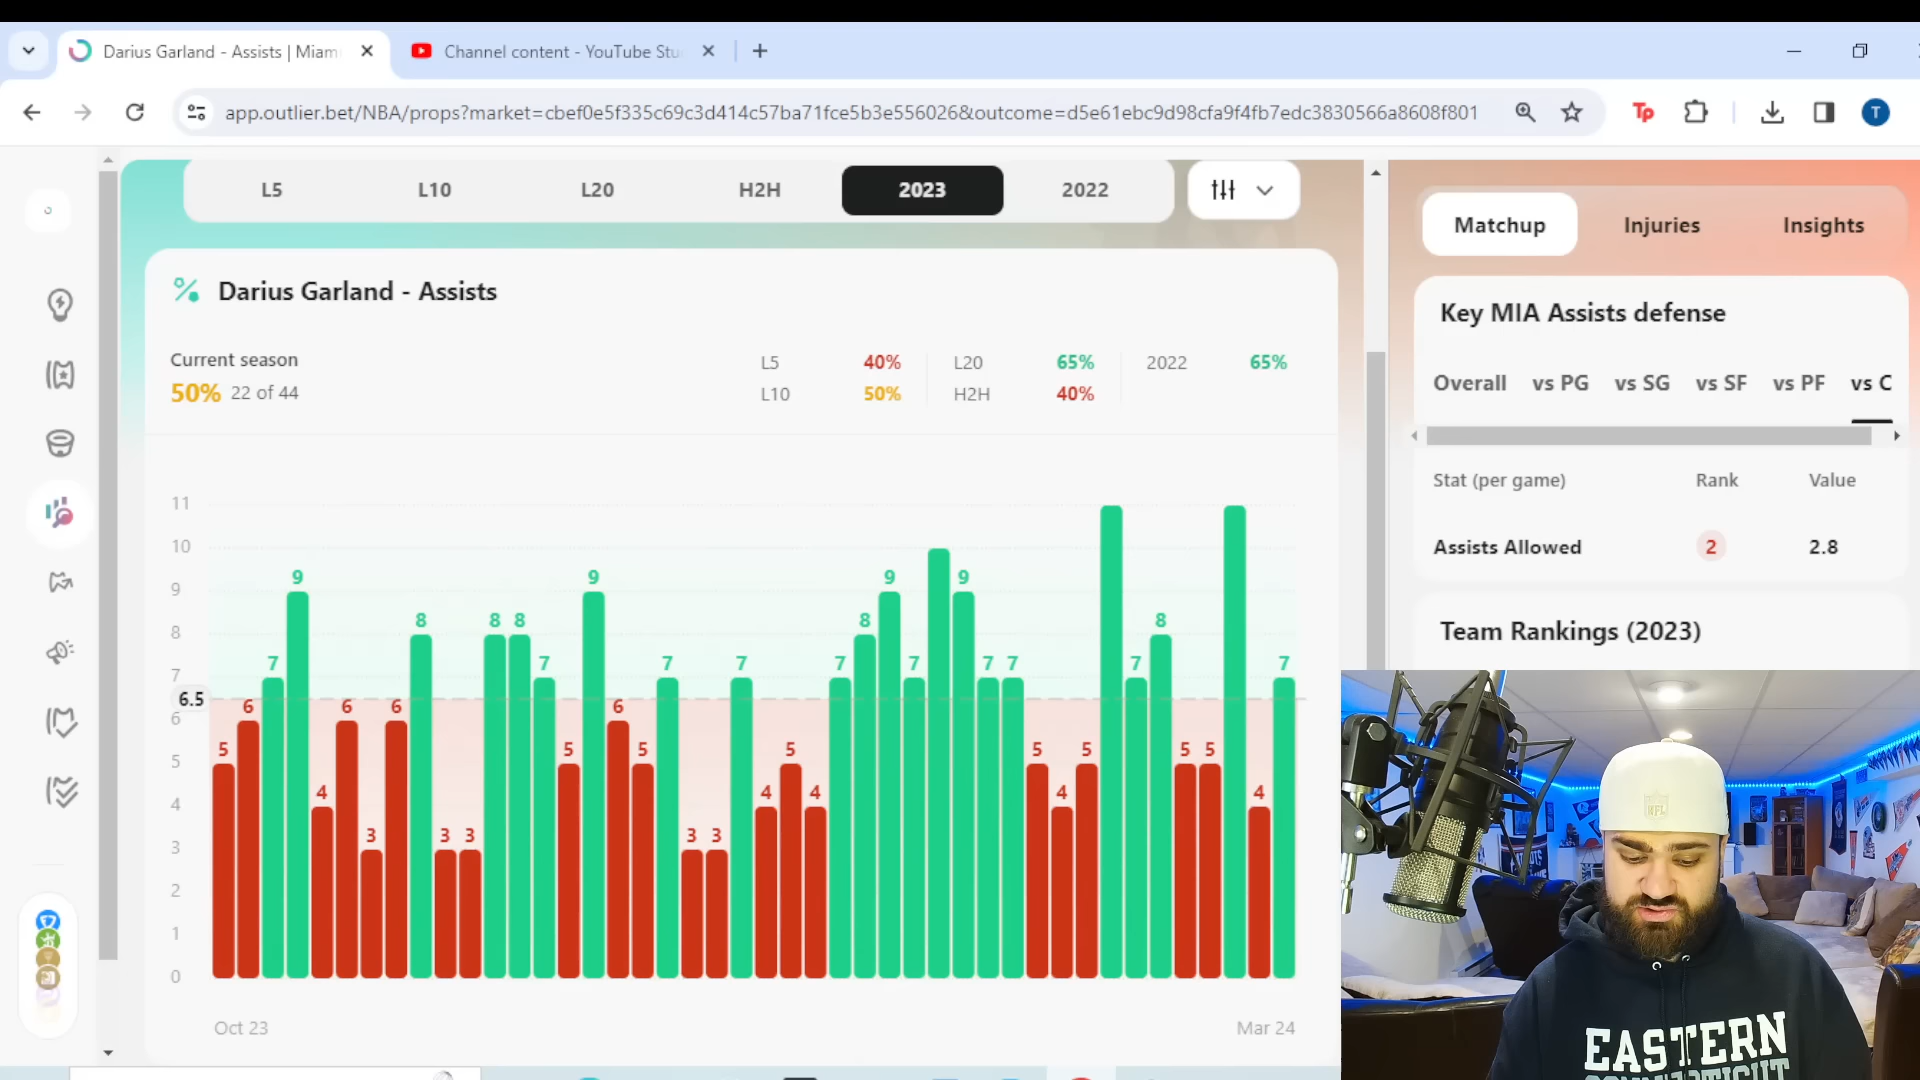 Darius Garland - Assists | Miam
Channel content - YouTube Stu
app.outlier.bet/NBA/props?market=cbef0e5f335c69c3d414c57ba71fce5b3e556026&outcome=d5e61ebc9d98cfa9f4fb7edc3830566a8608f801
Tp
T
L5 L10 L20 H2H 2023 2022
Darius Garland - Assists
Current season
50% 22 of 44
L5 40% L20 65% 2022 65%
L10 50% H2H 40%
11
10
9
8
7
6.5
6
5
4
3
2
1
0
5 6 7 9 4 6 3 6 8 3 3 8 8 7 5 9 6 5 7 3 3 7 4 5 4 7 8 9 7 9 7 7 5 4 5 7 8 5 5 4 7
Oct 23 Mar 24
Matchup Injuries Insights
Key MIA Assists defense
Overall vs PG vs SG vs SF vs PF vs C
Stat (per game) Rank Value
Assists Allowed 2 2.8
Team Rankings (2023)
NFL
EASTERN
CONNECTICUT